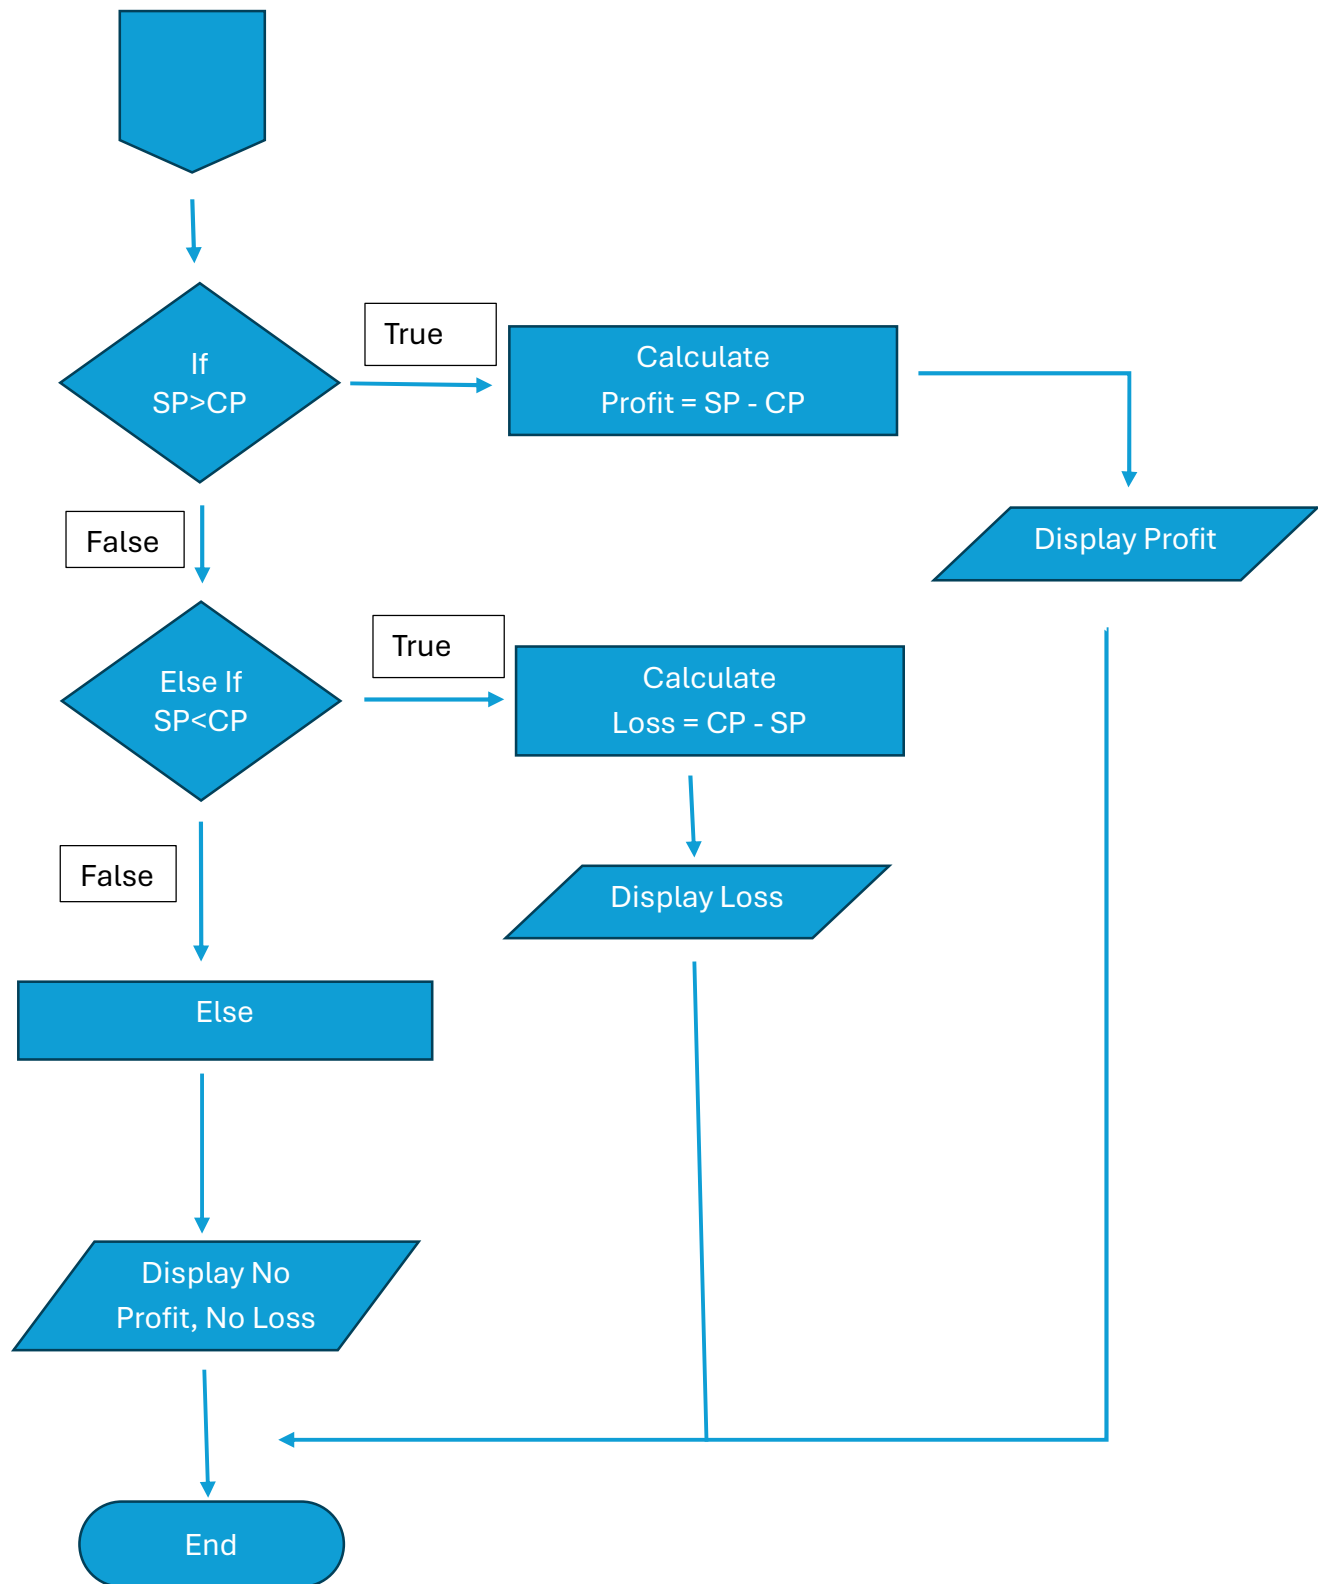 If
SP>CP
True
Calculate
Profit = SP - CP
False
Display Profit
Else If
SP<CP
True
Calculate
Loss = CP - SP
False
Display Loss
Else
Display No
Profit, No Loss
End